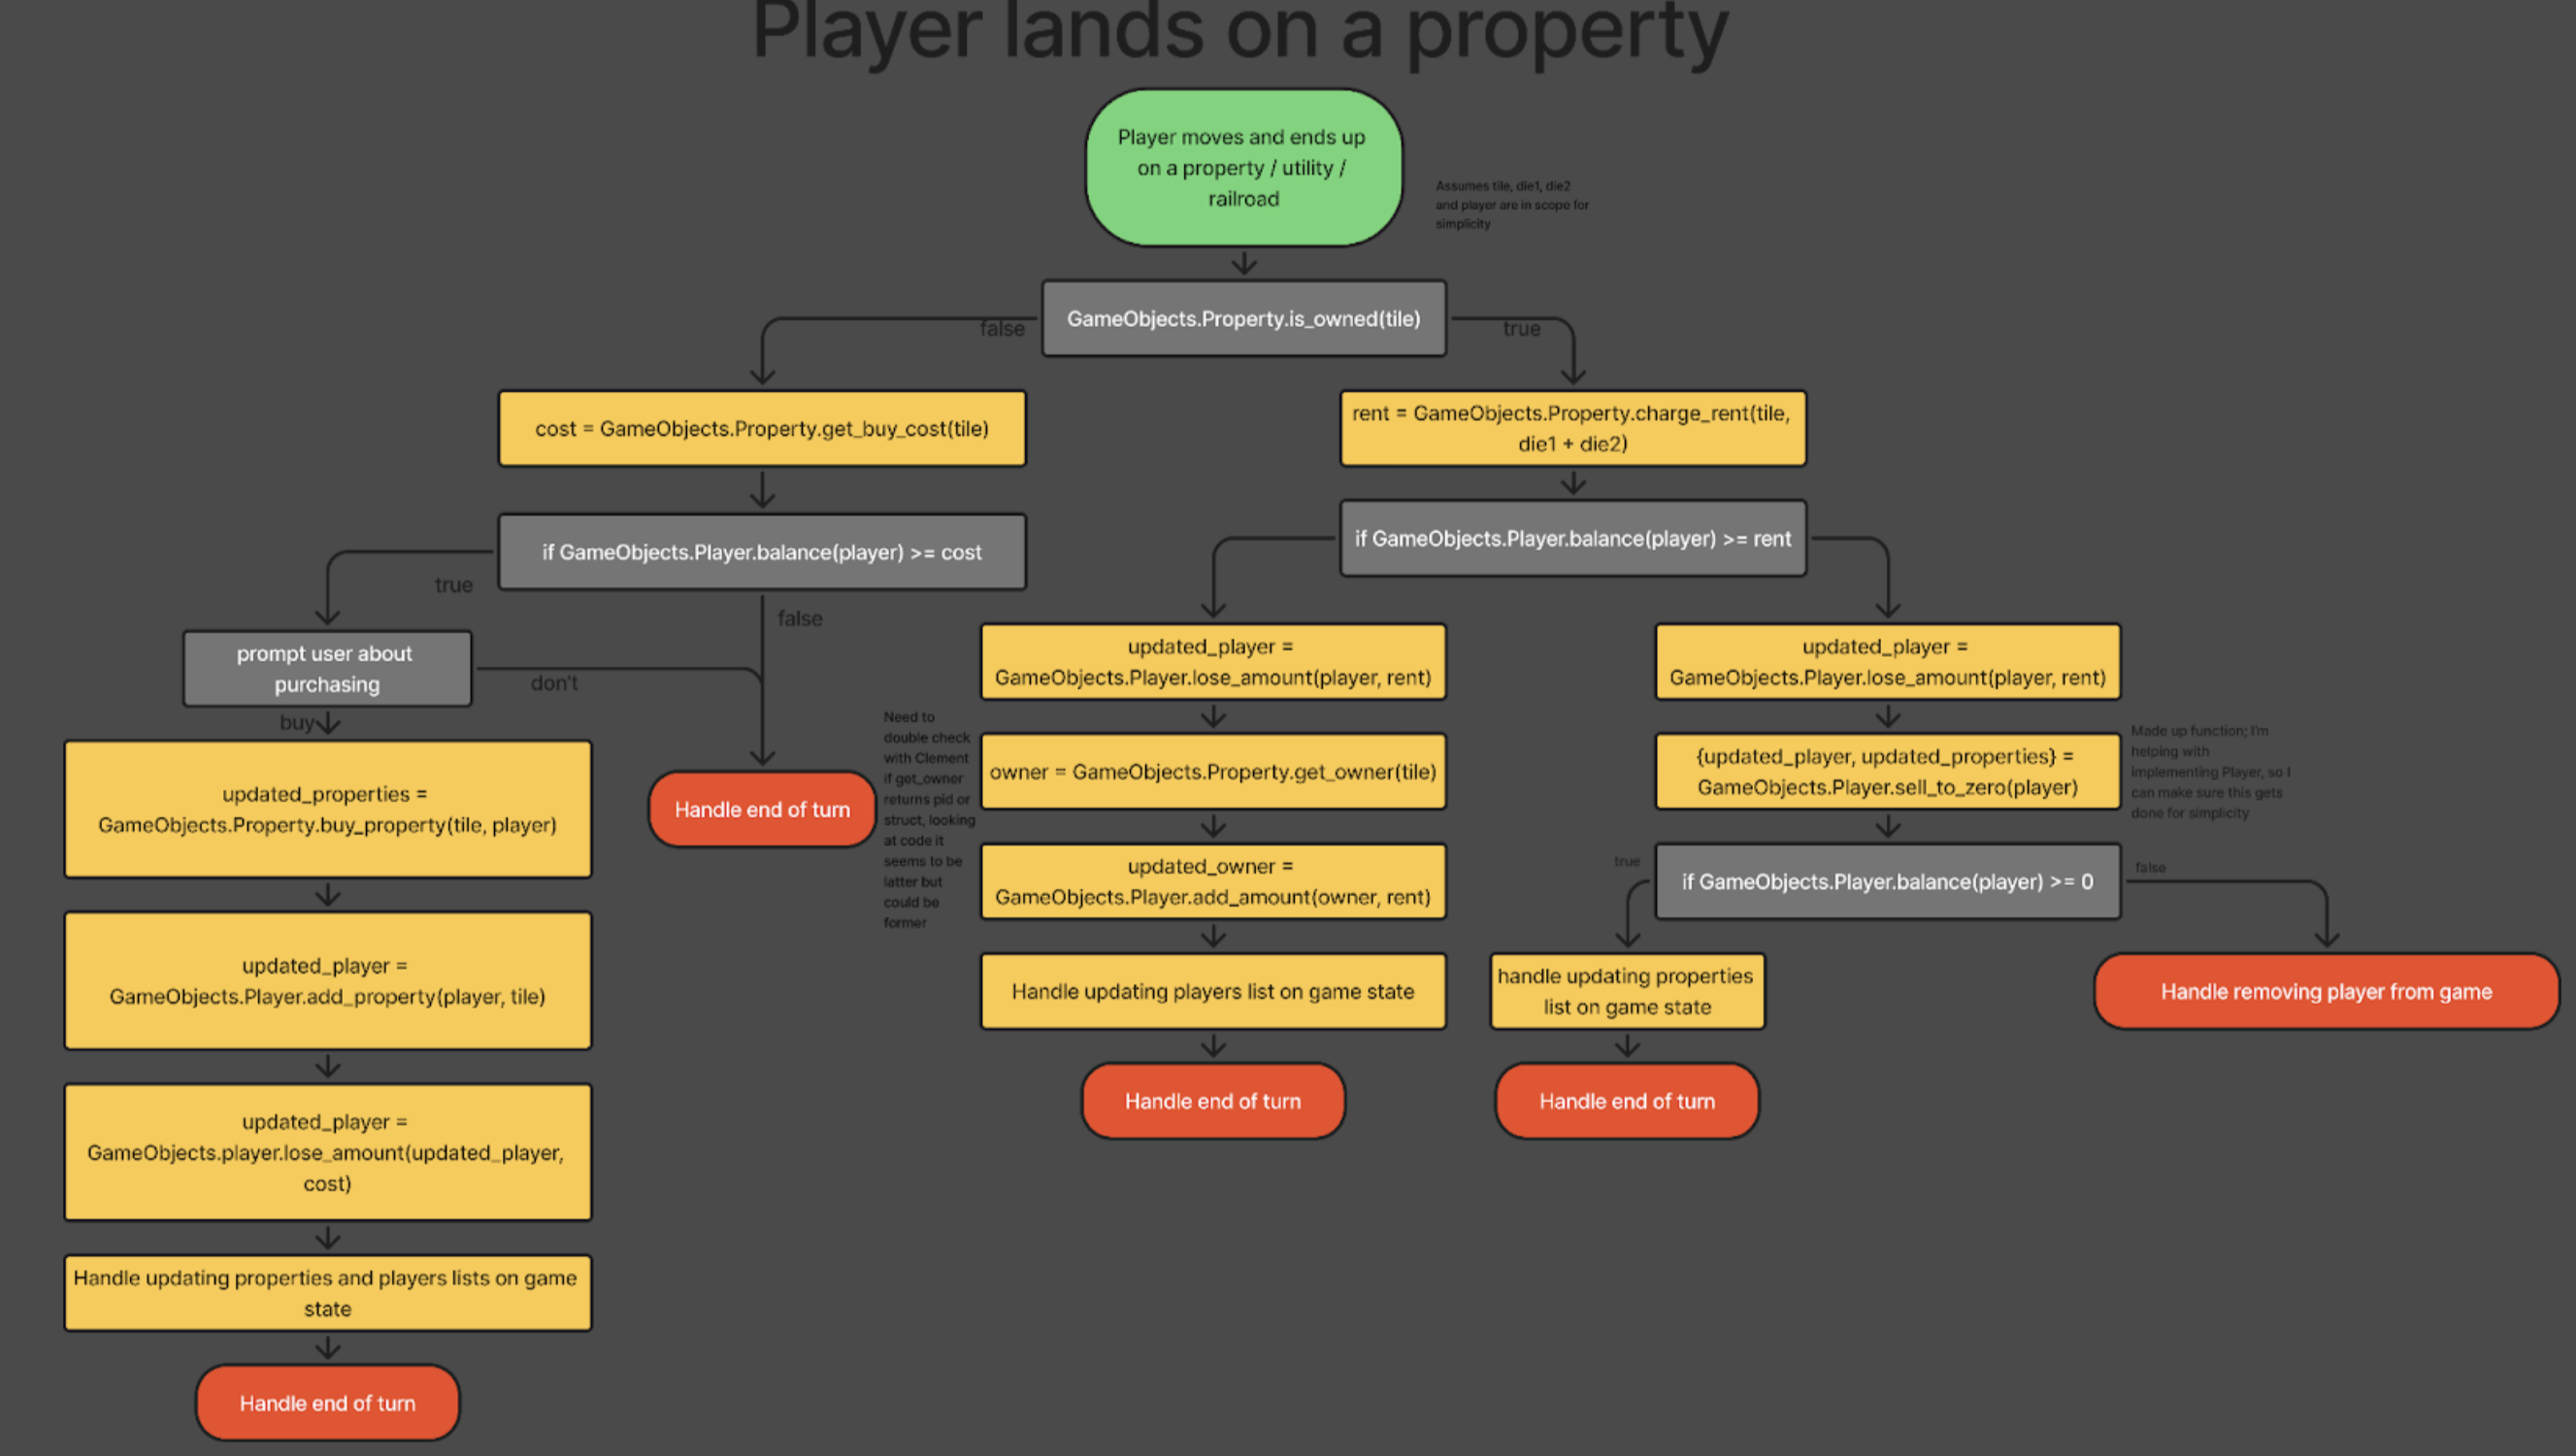 Player lands on a property
Player moves and ends up
on a property / utility /
railroad
Assumes tile, die1, die2
and player are in scope for
simplicity
GameObjects.Property.is_owned(tile)
false
true
cost = GameObjects.Property.get_buy_cost(tile)
rent = GameObjects.Property.charge_rent(tile,
die1 + die2)
if GameObjects.Player.balance(player) >= cost
if GameObjects.Player.balance(player) >= rent
true
false
prompt user about
purchasing
don't
buy
updated_properties =
GameObjects.Property.buy_property(tile, player)
updated_player =
GameObjects.Player.add_property(player, tile)
updated_player =
GameObjects.player.lose_amount(updated_player,
cost)
Handle updating properties and players lists on game
state
Handle end of turn
Handle end of turn
Need to
double check
with Clement
if get_owner
returns pid or
struct, looking
at code it
seems to be
latter but
could be
former
updated_player =
GameObjects.Player.lose_amount(player, rent)
owner = GameObjects.Property.get_owner(tile)
updated_owner =
GameObjects.Player.add_amount(owner, rent)
Handle updating players list on game state
Handle end of turn
updated_player =
GameObjects.Player.lose_amount(player, rent)
{updated_player, updated_properties} =
GameObjects.Player.sell_to_zero(player)
Made up function; I'm
helping with
implementing Player, so I
can make sure this gets
done for simplicity
if GameObjects.Player.balance(player) >= 0
true
false
handle updating properties
list on game state
Handle end of turn
Handle removing player from game